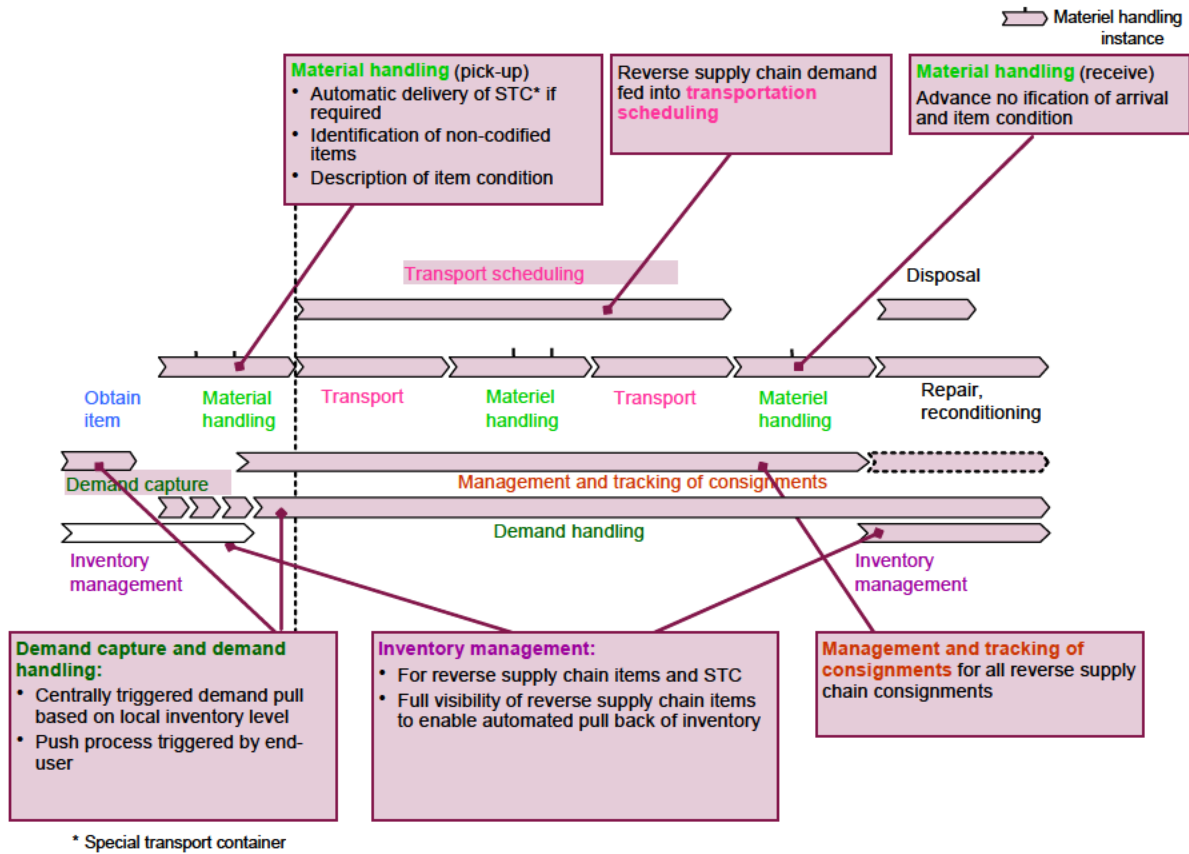 Materiel handling
instance
Material handling (pick-up)
• Automatic delivery of STC* if
required
• Identification of non-codified
items
• Description of item condition
Reverse supply chain demand
fed into transportation
scheduling
Material handling (receive)
Advance no ification of arrival
and item condition
Transport scheduling
Disposal
Obtain
item
Material
handling
Transport
Materiel
handling
Transport
Materiel
handling
Repair,
reconditioning
Demand capture
Management and tracking of consignments
Demand handling
Inventory
management
Inventory
management
Demand capture and demand
handling:
• Centrally triggered demand pull
based on local inventory level
• Push process triggered by end-
user
Inventory management:
• For reverse supply chain items and STC
• Full visibility of reverse supply chain items
to enable automated pull back of inventory
Management and tracking of
consignments for all reverse supply
chain consignments
* Special transport container